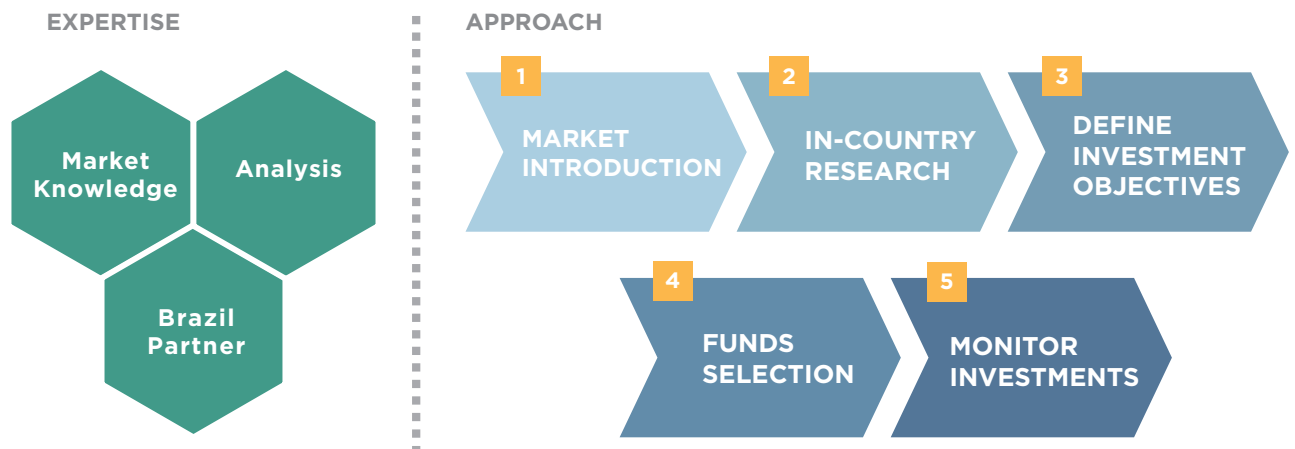 EXPERTISE
Market
Knowledge
Analysis
Brazil
Partner
APPROACH
1
MARKET
INTRODUCTION
2
IN-COUNTRY
RESEARCH
3
DEFINE
INVESTMENT
OBJECTIVES
4
FUNDS
SELECTION
5
MONITOR
INVESTMENTS